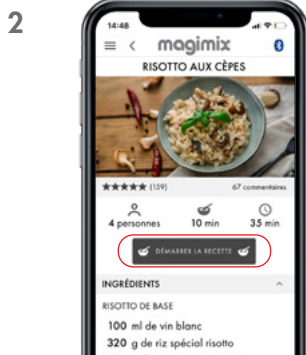 2
14:48
magimix
RISOTTO AUX CÈPES
(159)
67 commentaires
4 personnes
10 min
35 min
DÉMARRER LA RECETTE
INGRÉDIENTS
RISOTTO DE BASE
100 ml de vin blanc
320 g de riz spécial risotto